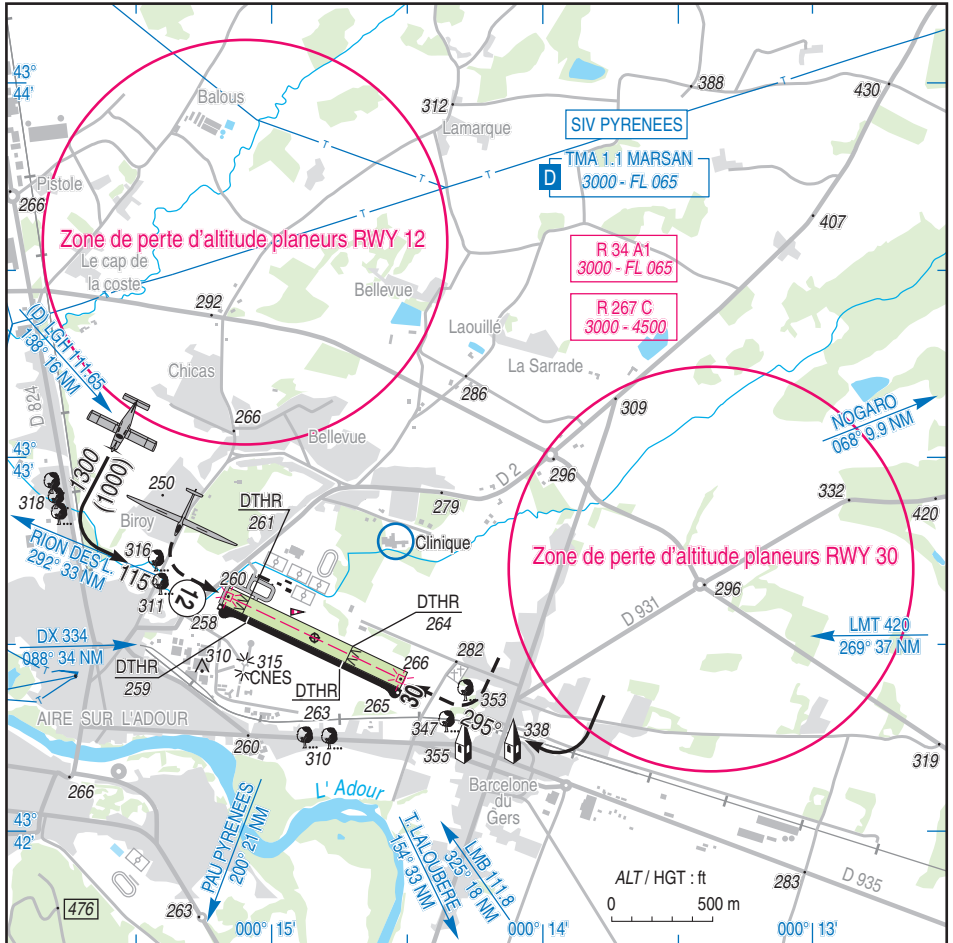 43°
44'
Balous
312
Lamarque
388
430
SIV PYRENEES
D
TMA 1.1 MARSAN
3000 - FL 065
Pistole
266
407
Zone de perte d'altitude planeurs RWY 12
Le cap de
la coste
R 34 A1
3000 - FL 065
R 267 C
3000 - 4500
Bellevue
292
Laouillé
La Sarrade
(D) LGH 111.65
138° 16 NM
D 824
Chicas
286
309
NOGARO
068° 9.9 NM
266
Bellevue
43°
43'
1300
(1000)
250
296
D 2
279
332
420
318
Biroy
DTHR
261
Clinique
RION DES L.
292° 33 NM
316
115°
311
12
Zone de perte d'altitude planeurs RWY 30
260
258
DTHR
264
296
D 931
DX 334
088° 34 NM
LMT 420
269° 37 NM
310
315
CNES
DTHR
259
DTHR
263
266
265
30
282
353
295°
347
355
338
AIRE SUR L'ADOUR
260
310
319
266
L' Adour
Barcelone
du
Gers
43°
42'
PAU PYRENEES
200° 21 NM
T.LALOUBERE
154° 33 NM
LMB 111.8
325° 18 NM
ALT / HGT : ft
0 500 m
283
D 935
476
263
000° 15'
000° 14'
000° 13'
T
T
T
T
T
T
T
T